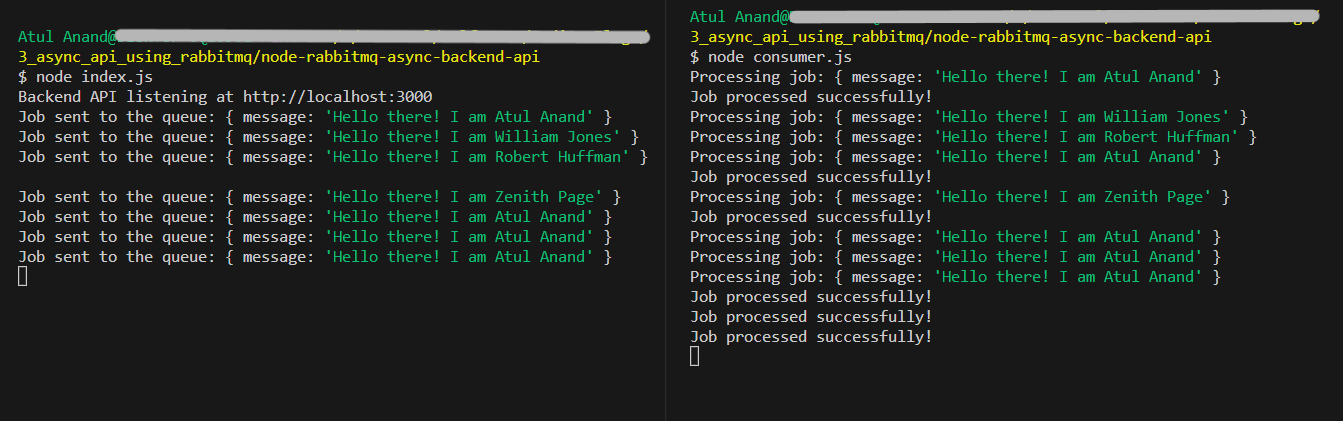 Atul Anand@
3_async_api_using_rabbitmq/node-rabbitmq-async-backend-api
$ node index.js
Backend API listening at http://localhost:3000
Job sent to the queue: { message: 'Hello there! I am Atul Anand' }
Job sent to the queue: { message: 'Hello there! I am William Jones' }
Job sent to the queue: { message: 'Hello there! I am Robert Huffman' }
Job sent to the queue: { message: 'Hello there! I am Zenith Page' }
Job sent to the queue: { message: 'Hello there! I am Atul Anand' }
Job sent to the queue: { message: 'Hello there! I am Atul Anand' }
Job sent to the queue: { message: 'Hello there! I am Atul Anand' }
Atul Anand@
3_async_api_using_rabbitmq/node-rabbitmq-async-backend-api
$ node consumer.js
Processing job: { message: 'Hello there! I am Atul Anand' }
Job processed successfully!
Processing job: { message: 'Hello there! I am William Jones' }
Processing job: { message: 'Hello there! I am Robert Huffman' }
Processing job: { message: 'Hello there! I am Atul Anand' }
Job processed successfully!
Processing job: { message: 'Hello there! I am Zenith Page' }
Job processed successfully!
Processing job: { message: 'Hello there! I am Atul Anand' }
Processing job: { message: 'Hello there! I am Atul Anand' }
Processing job: { message: 'Hello there! I am Atul Anand' }
Job processed successfully!
Job processed successfully!
Job processed successfully!